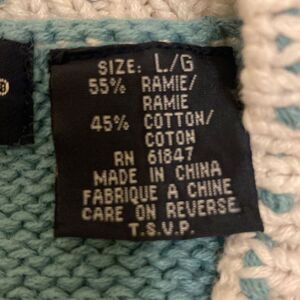 SIZE: L/G
55% RAMIE/
RAMIE
45% COTTON/
COTON
RN 61847
MADE IN CHINA
FABRIQUE A CHINE
CARE ON REVERSE
T.S.V.P.